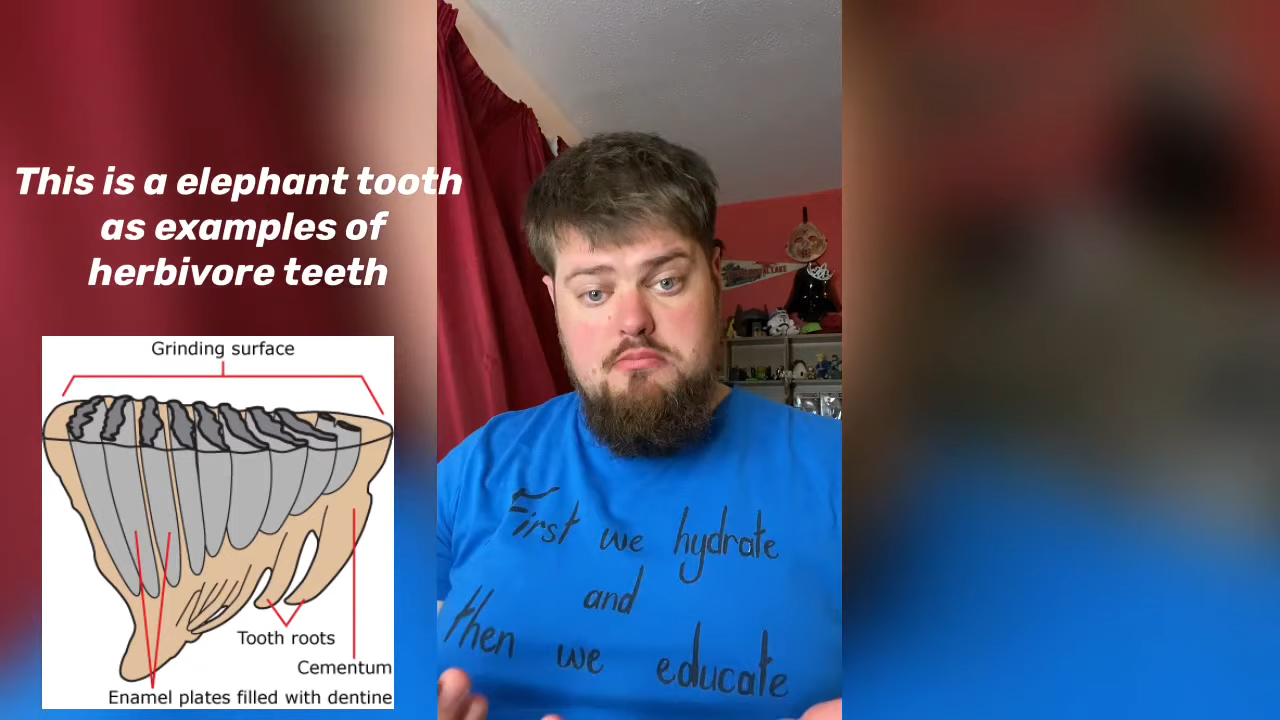 This is a elephant tooth
as examples of
herbivore teeth
Grinding surface
Tooth roots
Cementum
Enamel plates filled with dentine
First we hydrate
and
then we educate